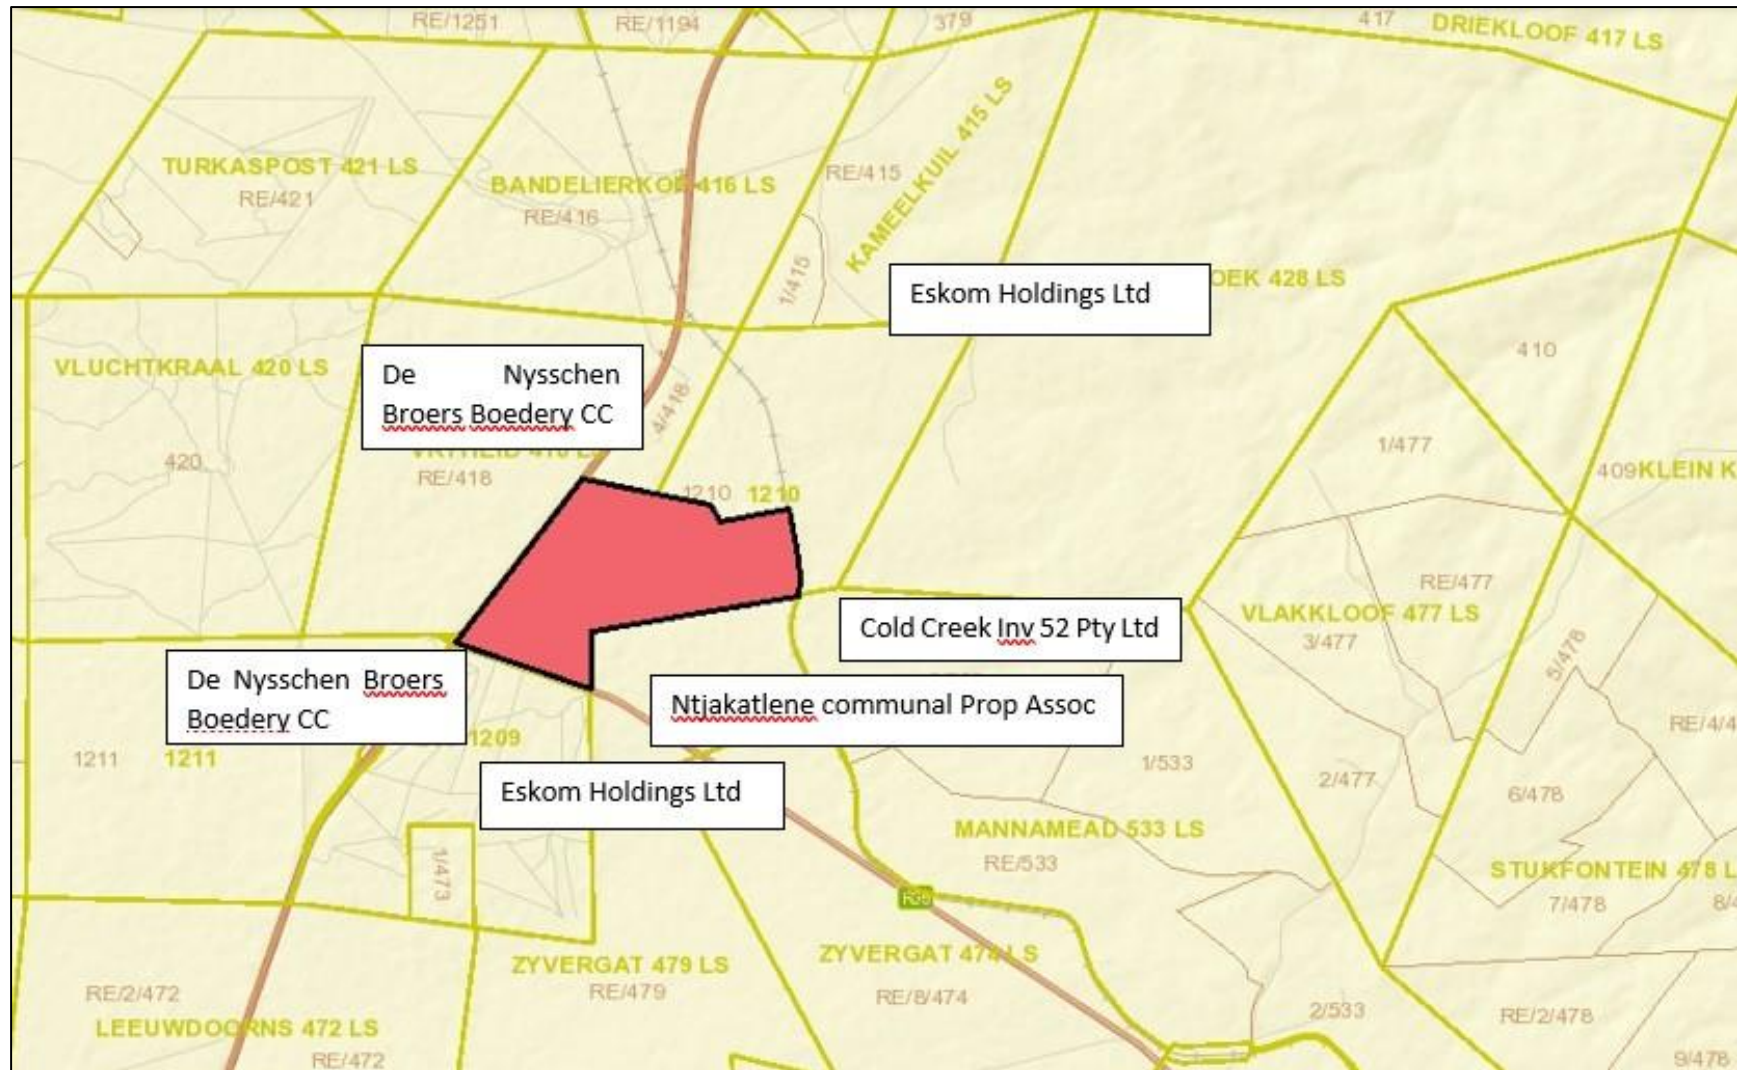 RE/1251
RE/1194
379
417
DRIEKLOOF 417 LS
TURKASPOST 421 LS
RE/421
BANDELIERKO 416 LS
RE/416
RE/415
KAMEELKUIL 415 LS
1/415
Eskom Holdings Ltd
OEK 428 LS
410
VLUCHTKRAAL 420 LS
De Nysschen
Broers Boedery CC
4/418
1/477
420
RE/418
1210
1210
409
KLEIN K
RE/477
VLAKKLOOF 477 LS
3/477
5/478
Cold Creek Inv 52 Pty Ltd
De Nysschen Broers
Boedery CC
Ntjakatlene communal Prop Assoc
RE/4/4
1211
1211
1209
1/533
2/477
6/478
Eskom Holdings Ltd
MANNAMEAD 533 LS
RE/533
1/473
STUKFONTEIN 478 L
7/478
8/4
ZYVERGAT 479 LS
RE/479
ZYVERGAT 474 LS
RE/8/474
RE/2/472
LEEUWDOORNS 472 LS
RE/472
2/533
RE/2/478
9/478